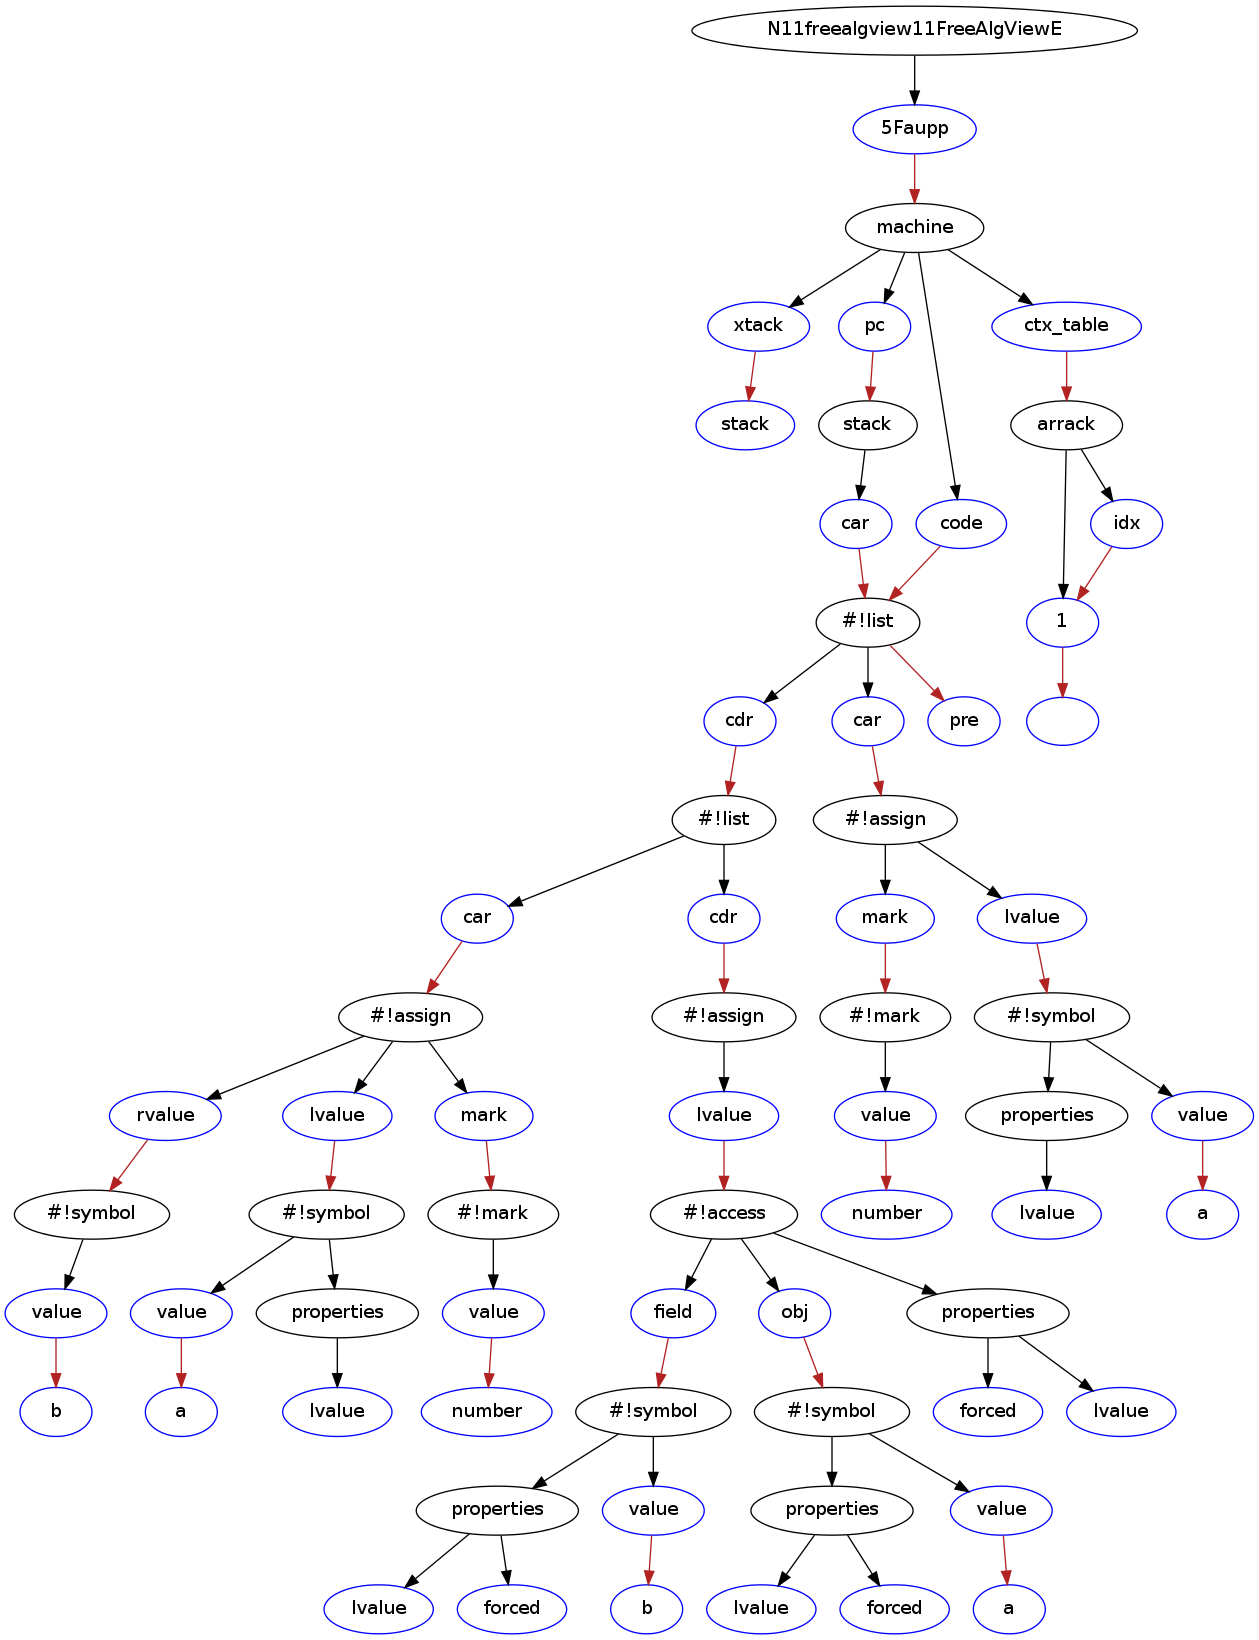 N11freealgview11FreeAlgViewE
5Faupp
machine
xtack
pc
ctx_table
stack
stack
arrack
car
code
idx
#!list
1
cdr
car
pre
#!list
#!assign
car
cdr
mark
lvalue
#!assign
#!assign
#!mark
#!symbol
rvalue
lvalue
mark
lvalue
value
properties
value
#!symbol
#!symbol
#!mark
#!access
number
lvalue
a
value
value
properties
value
field
obj
properties
b
a
lvalue
number
#!symbol
#!symbol
forced
lvalue
properties
value
properties
value
lvalue
forced
b
lvalue
forced
a